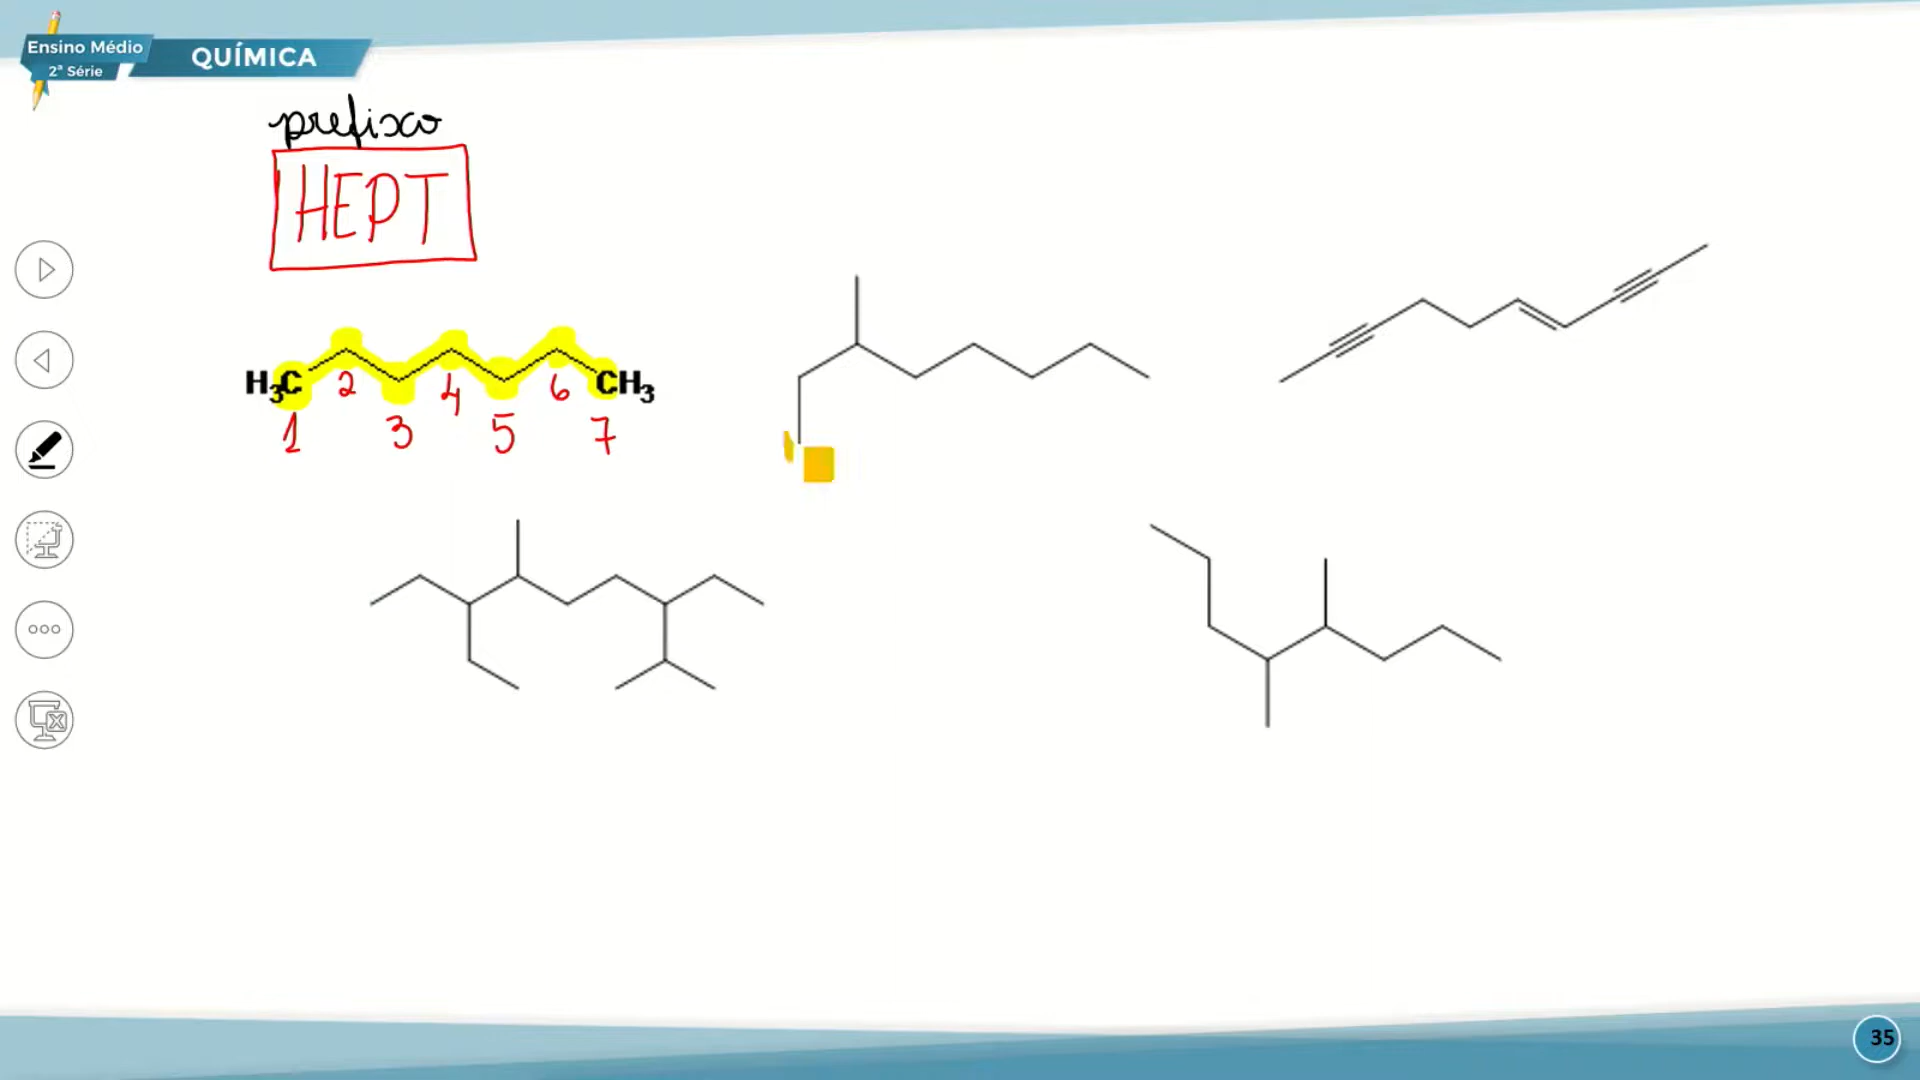 Ensino Médio
2ª Série
QUÍMICA
prefixo
HEPT
H₃C 2 4 6 CH₃
1 3 5 7
35